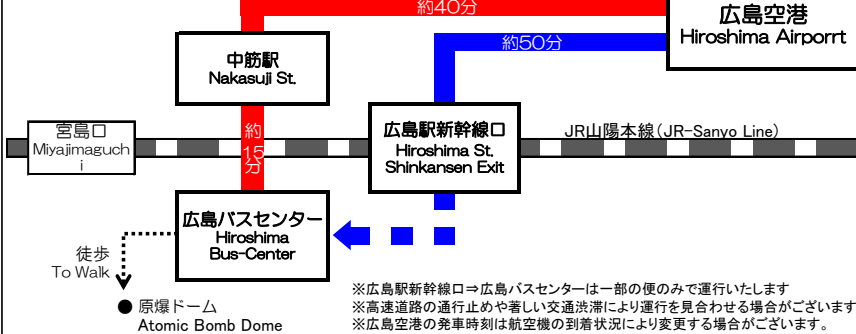 約40分
広島空港
Hiroshima Airporrt
約50分
中筋駅
Nakasuji St.
宮島口
Miyajimaguch
i
約
15
分
広島駅新幹線口
Hiroshima St.
Shinkansen Exit
JR山陽本線(JR-Sanyo Line)
広島バスセンター
Hiroshima
Bus-Center
徒歩
To Walk
● 原爆ドーム
Atomic Bomb Dome
※広島駅新幹線口⇒広島バスセンターは一部の便のみで運行いたします
※高速道路の通行止めや著しい交通渋滞により運行を見合わせる場合がございます
※広島空港の発車時刻は航空機の到着状況により変更する場合がございます。